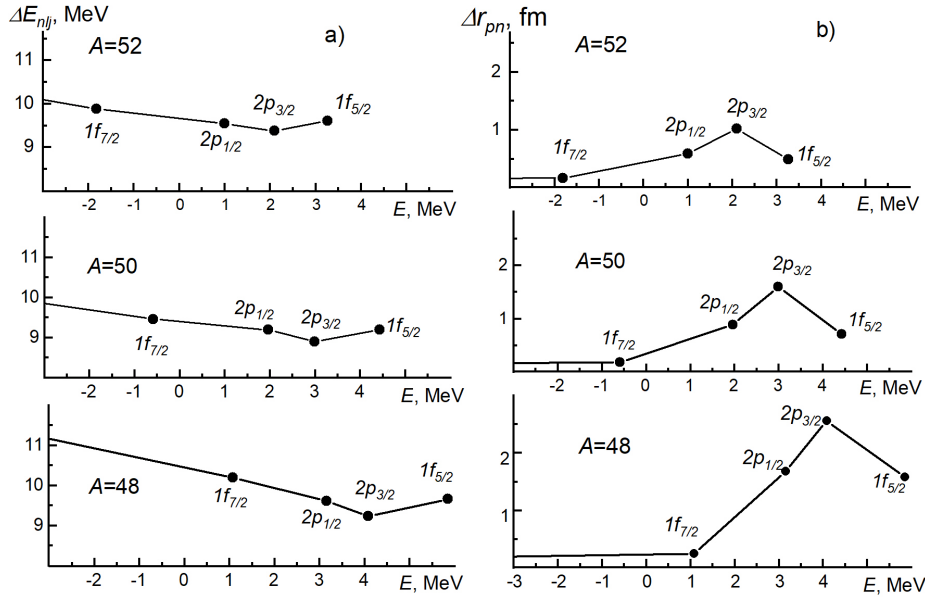 ΔE_nlj, MeV
a)
A=52
11
10
9
1f_7/2
2p_1/2
2p_3/2
1f_5/2
-2 -1 0 1 2 3 4 E, MeV
A=50
11
10
9
1f_7/2
2p_1/2
2p_3/2
1f_5/2
-2 -1 0 1 2 3 4 5 E, MeV
A=48
11
10
9
1f_7/2
2p_1/2
2p_3/2
1f_5/2
-2 -1 0 1 2 3 4 5 E, MeV
Δr_pn, fm
b)
A=52
2
1
1f_7/2
2p_1/2
2p_3/2
1f_5/2
-2 -1 0 1 2 3 4 E, MeV
A=50
2
1
1f_7/2
2p_1/2
2p_3/2
1f_5/2
-2 -1 0 1 2 3 4 E, MeV
A=48
2
1
1f_7/2
2p_1/2
2p_3/2
1f_5/2
-3 -2 -1 0 1 2 3 4 E, MeV